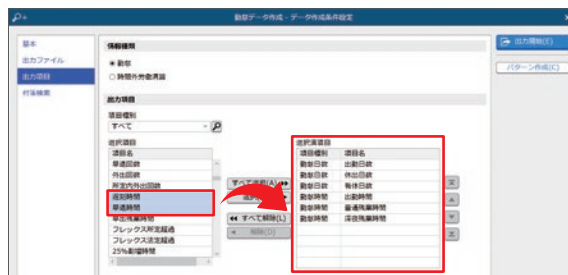 勤怠データ作成 - データ作成条件設定
基本
出力ファイル
出力項目
付箋検索
情報種類
勤怠
時間外労働清算
出力項目
項目種別
すべて
選択項目
項目名
早退回数
外出回数
所定内外出回数
遅刻時間
早退時間
早出残業時間
フレックス所定超過
フレックス法定超過
25%割増時間
すべて選択(A)
すべて解除(L)
解除(D)
選択済項目
項目種別 項目名
勤怠日数 出勤日数
勤怠日数 休出日数
勤怠日数 有休日数
勤怠時間 出勤時間
勤怠時間 普通残業時間
勤怠時間 深夜残業時間
出力開始(E)
パターン作成(C)